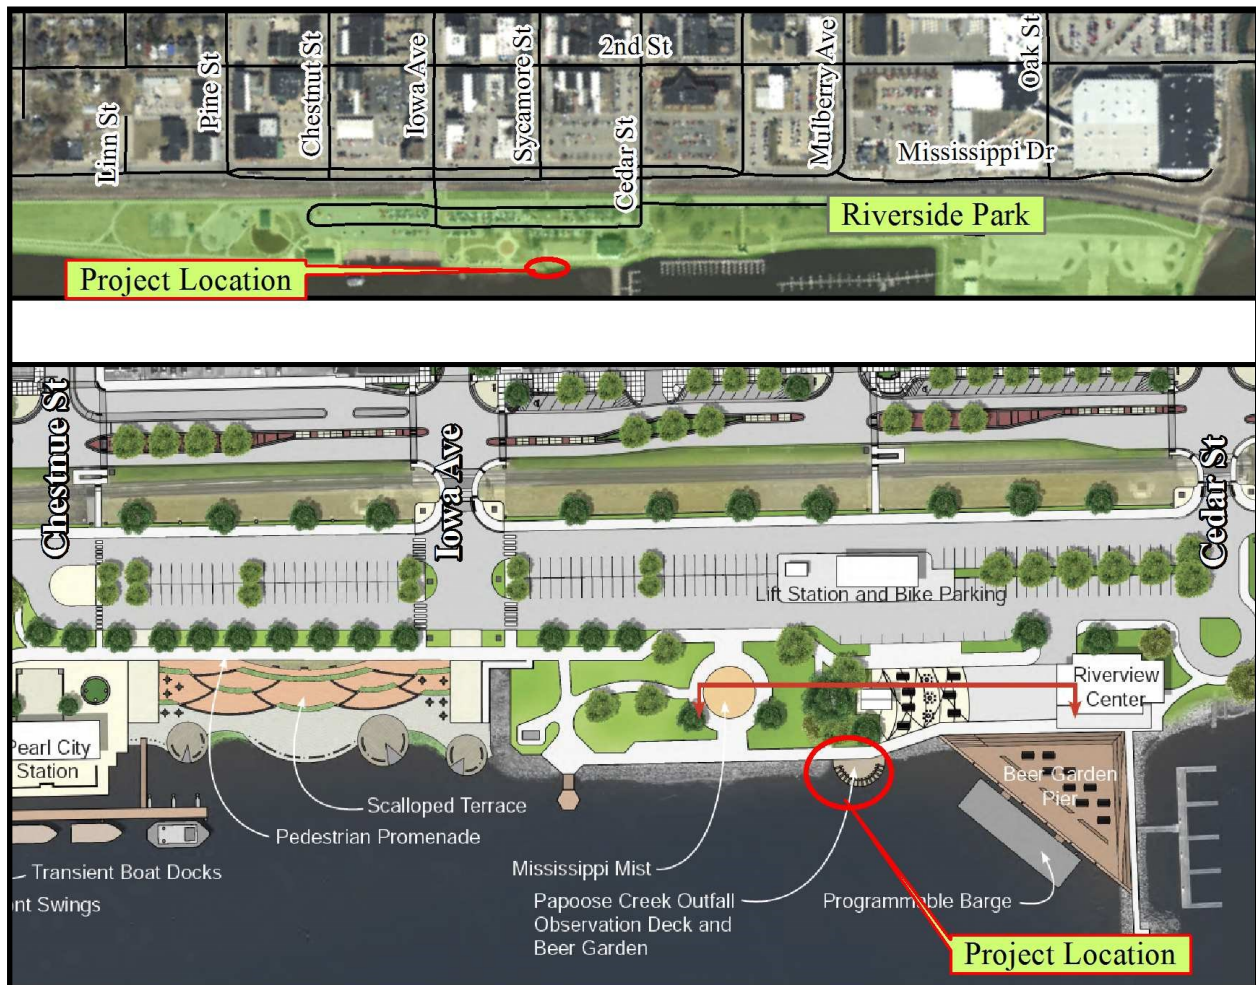 2nd St
Linn St
Pine St
Chestnut St
Iowa Ave
Sycamore St
Cedar St
Mulberry Ave
Oak St
Mississippi Dr
Riverside Park
Project Location
Chestnue St
Iowa Ave
Cedar St
Lift Station and Bike Parking
Riverview
Center
Pearl City
Station
Beer Garden
Pier
Scalloped Terrace
Pedestrian Promenade
Transient Boat Docks
nt Swings
Mississippi Mist
Papoose Creek Outfall
Observation Deck and
Beer Garden
Programmable Barge
Project Location